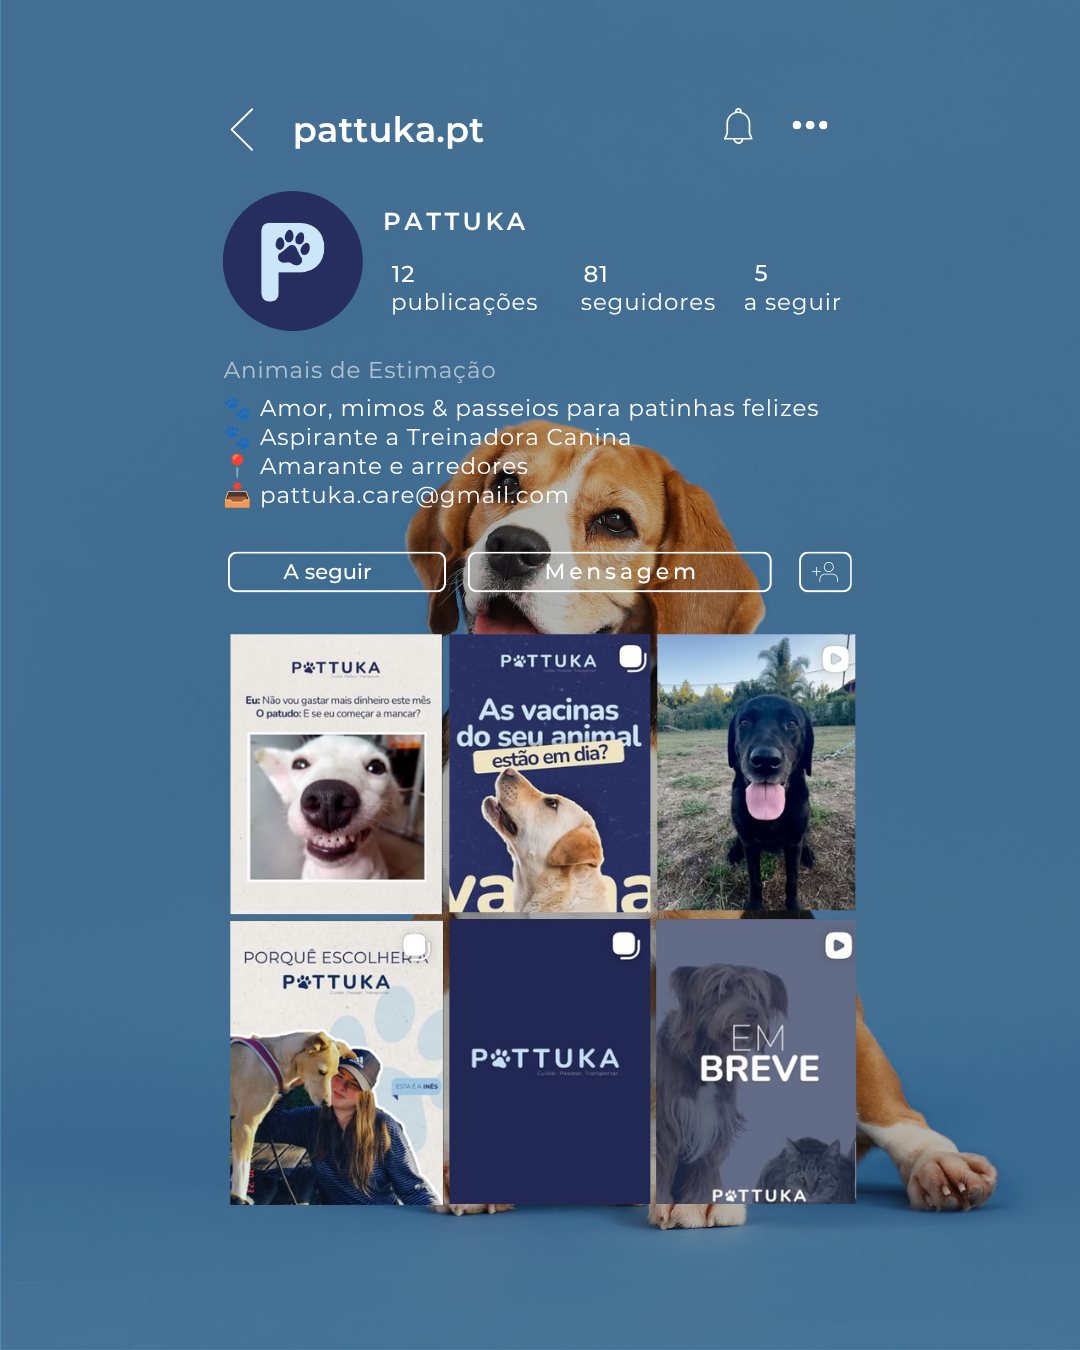 pattuka.pt
PATTUKA
12 81 5
publicações seguidores a seguir
Animais de Estimação
🐾 Amor, mimos & passeios para patinhas felizes
🐾 Aspirante a Treinadora Canina
📍 Amarante e arredores
📥 pattuka.care@gmail.com
A seguir Mensagem
PATTUKA
Eu: Não vou gastar mais dinheiro este mês
O patudo: E se eu começar a mancar?
PATTUKA
As vacinas
do seu animal
estão em dia?
PORQUÊ ESCOLHER A
PATTUKA
ESTA É A INÊS
PATTUKA
Cuidar. Passear. Transportar.
EM
BREVE
PATTUKA